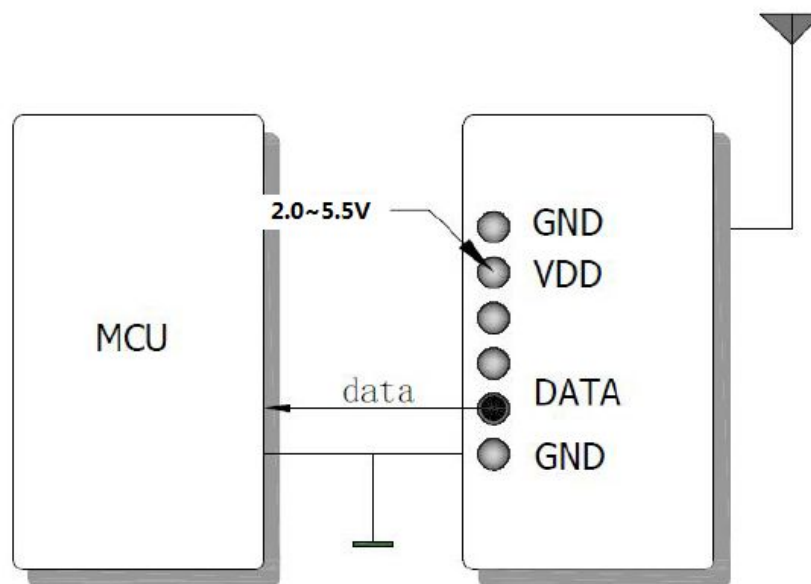 2.0~5.5V
GND
VDD
MCU
data
DATA
GND